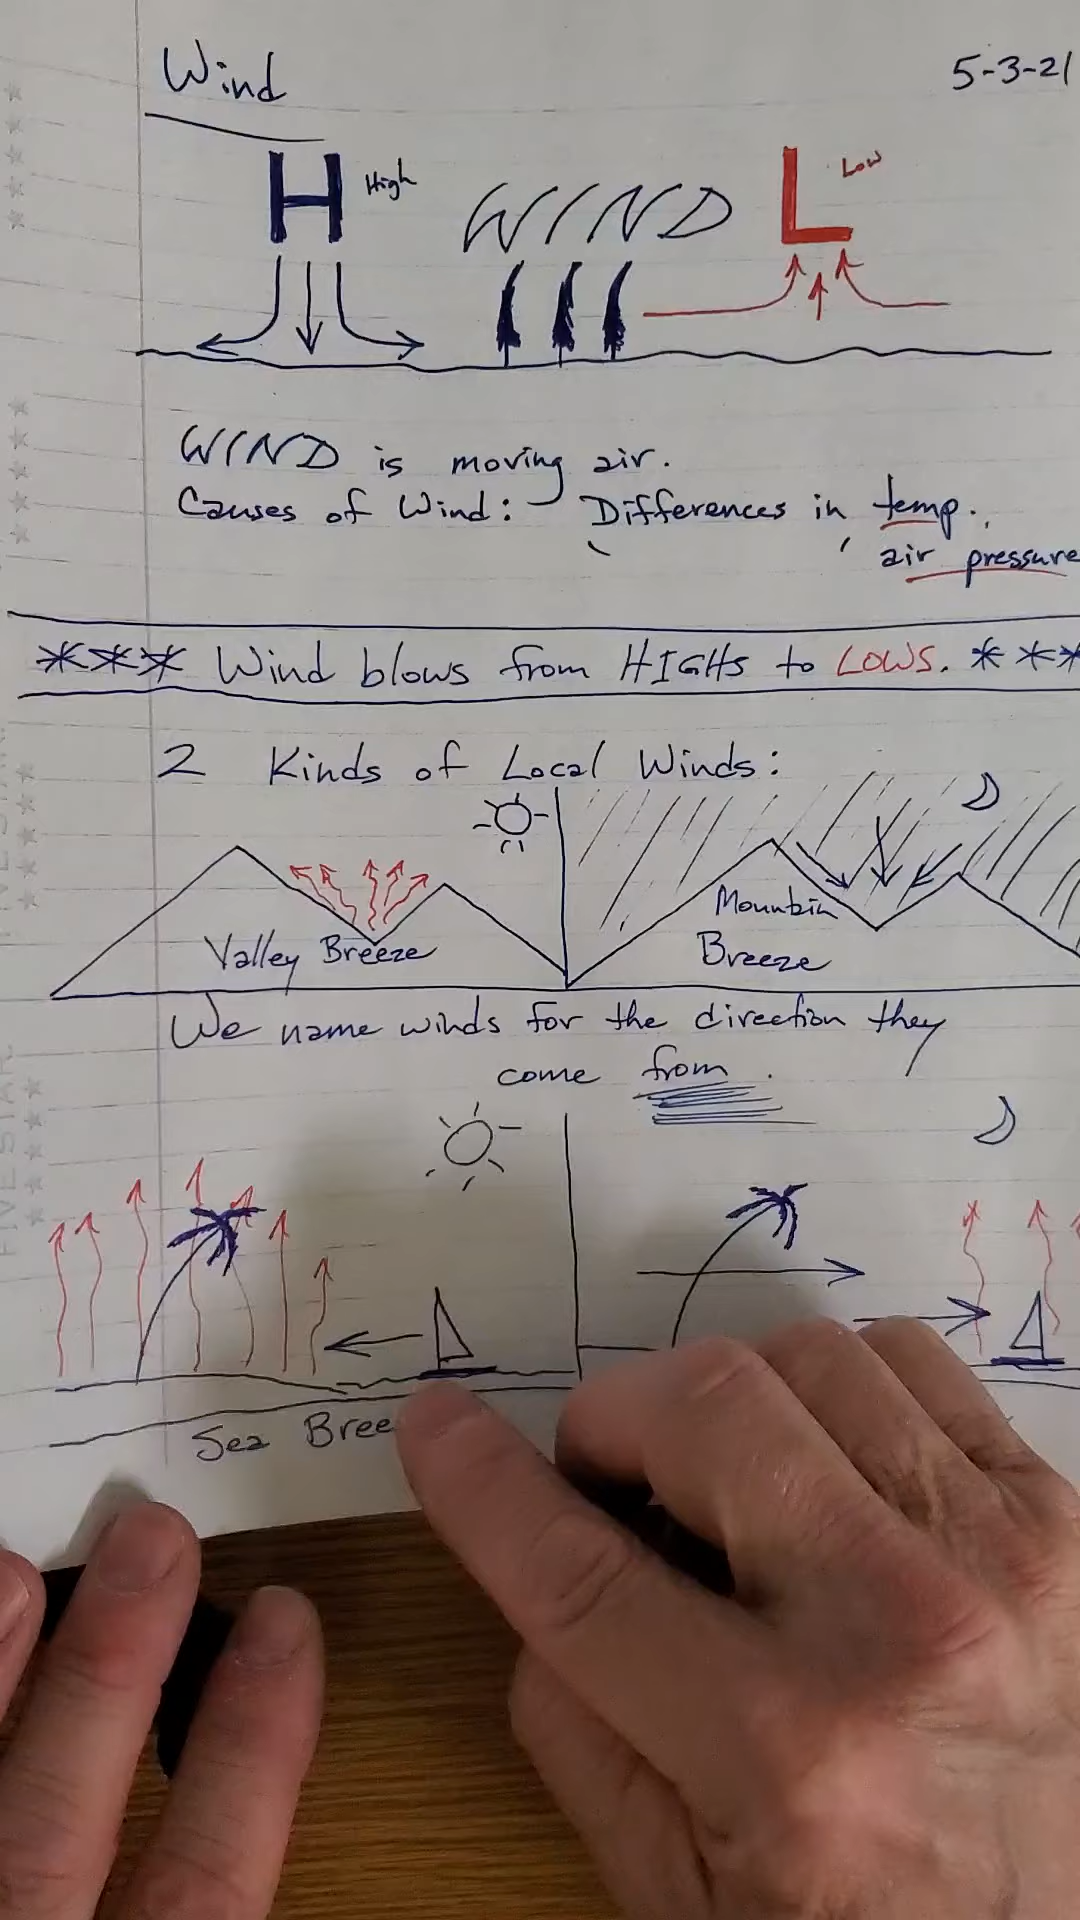 Wind 5-3-21
H High WIND L Low
WIND is moving air.
Causes of Wind: Differences in temp.,
air pressure
*** Wind blows from HIGHs to LOWS. ***
2 Kinds of Local Winds:
Valley Breeze
Mountain
Breeze
We name winds for the direction they
come from.
Sea